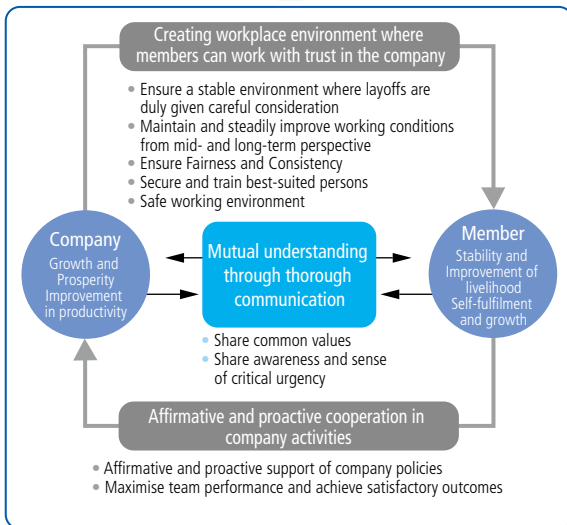 Creating workplace environment where
members can work with trust in the company
• Ensure a stable environment where layoffs are
duly given careful consideration
• Maintain and steadily improve working conditions
from mid- and long-term perspective
• Ensure Fairness and Consistency
• Secure and train best-suited persons
• Safe working environment
Company
Growth and
Prosperity
Improvement
in productivity
Mutual understanding
through thorough
communication
Member
Stability and
Improvement of
livelihood
Self-fulfilment
and growth
• Share common values
• Share awareness and sense
of critical urgency
Affirmative and proactive cooperation in
company activities
• Affirmative and proactive support of company policies
• Maximise team performance and achieve satisfactory outcomes